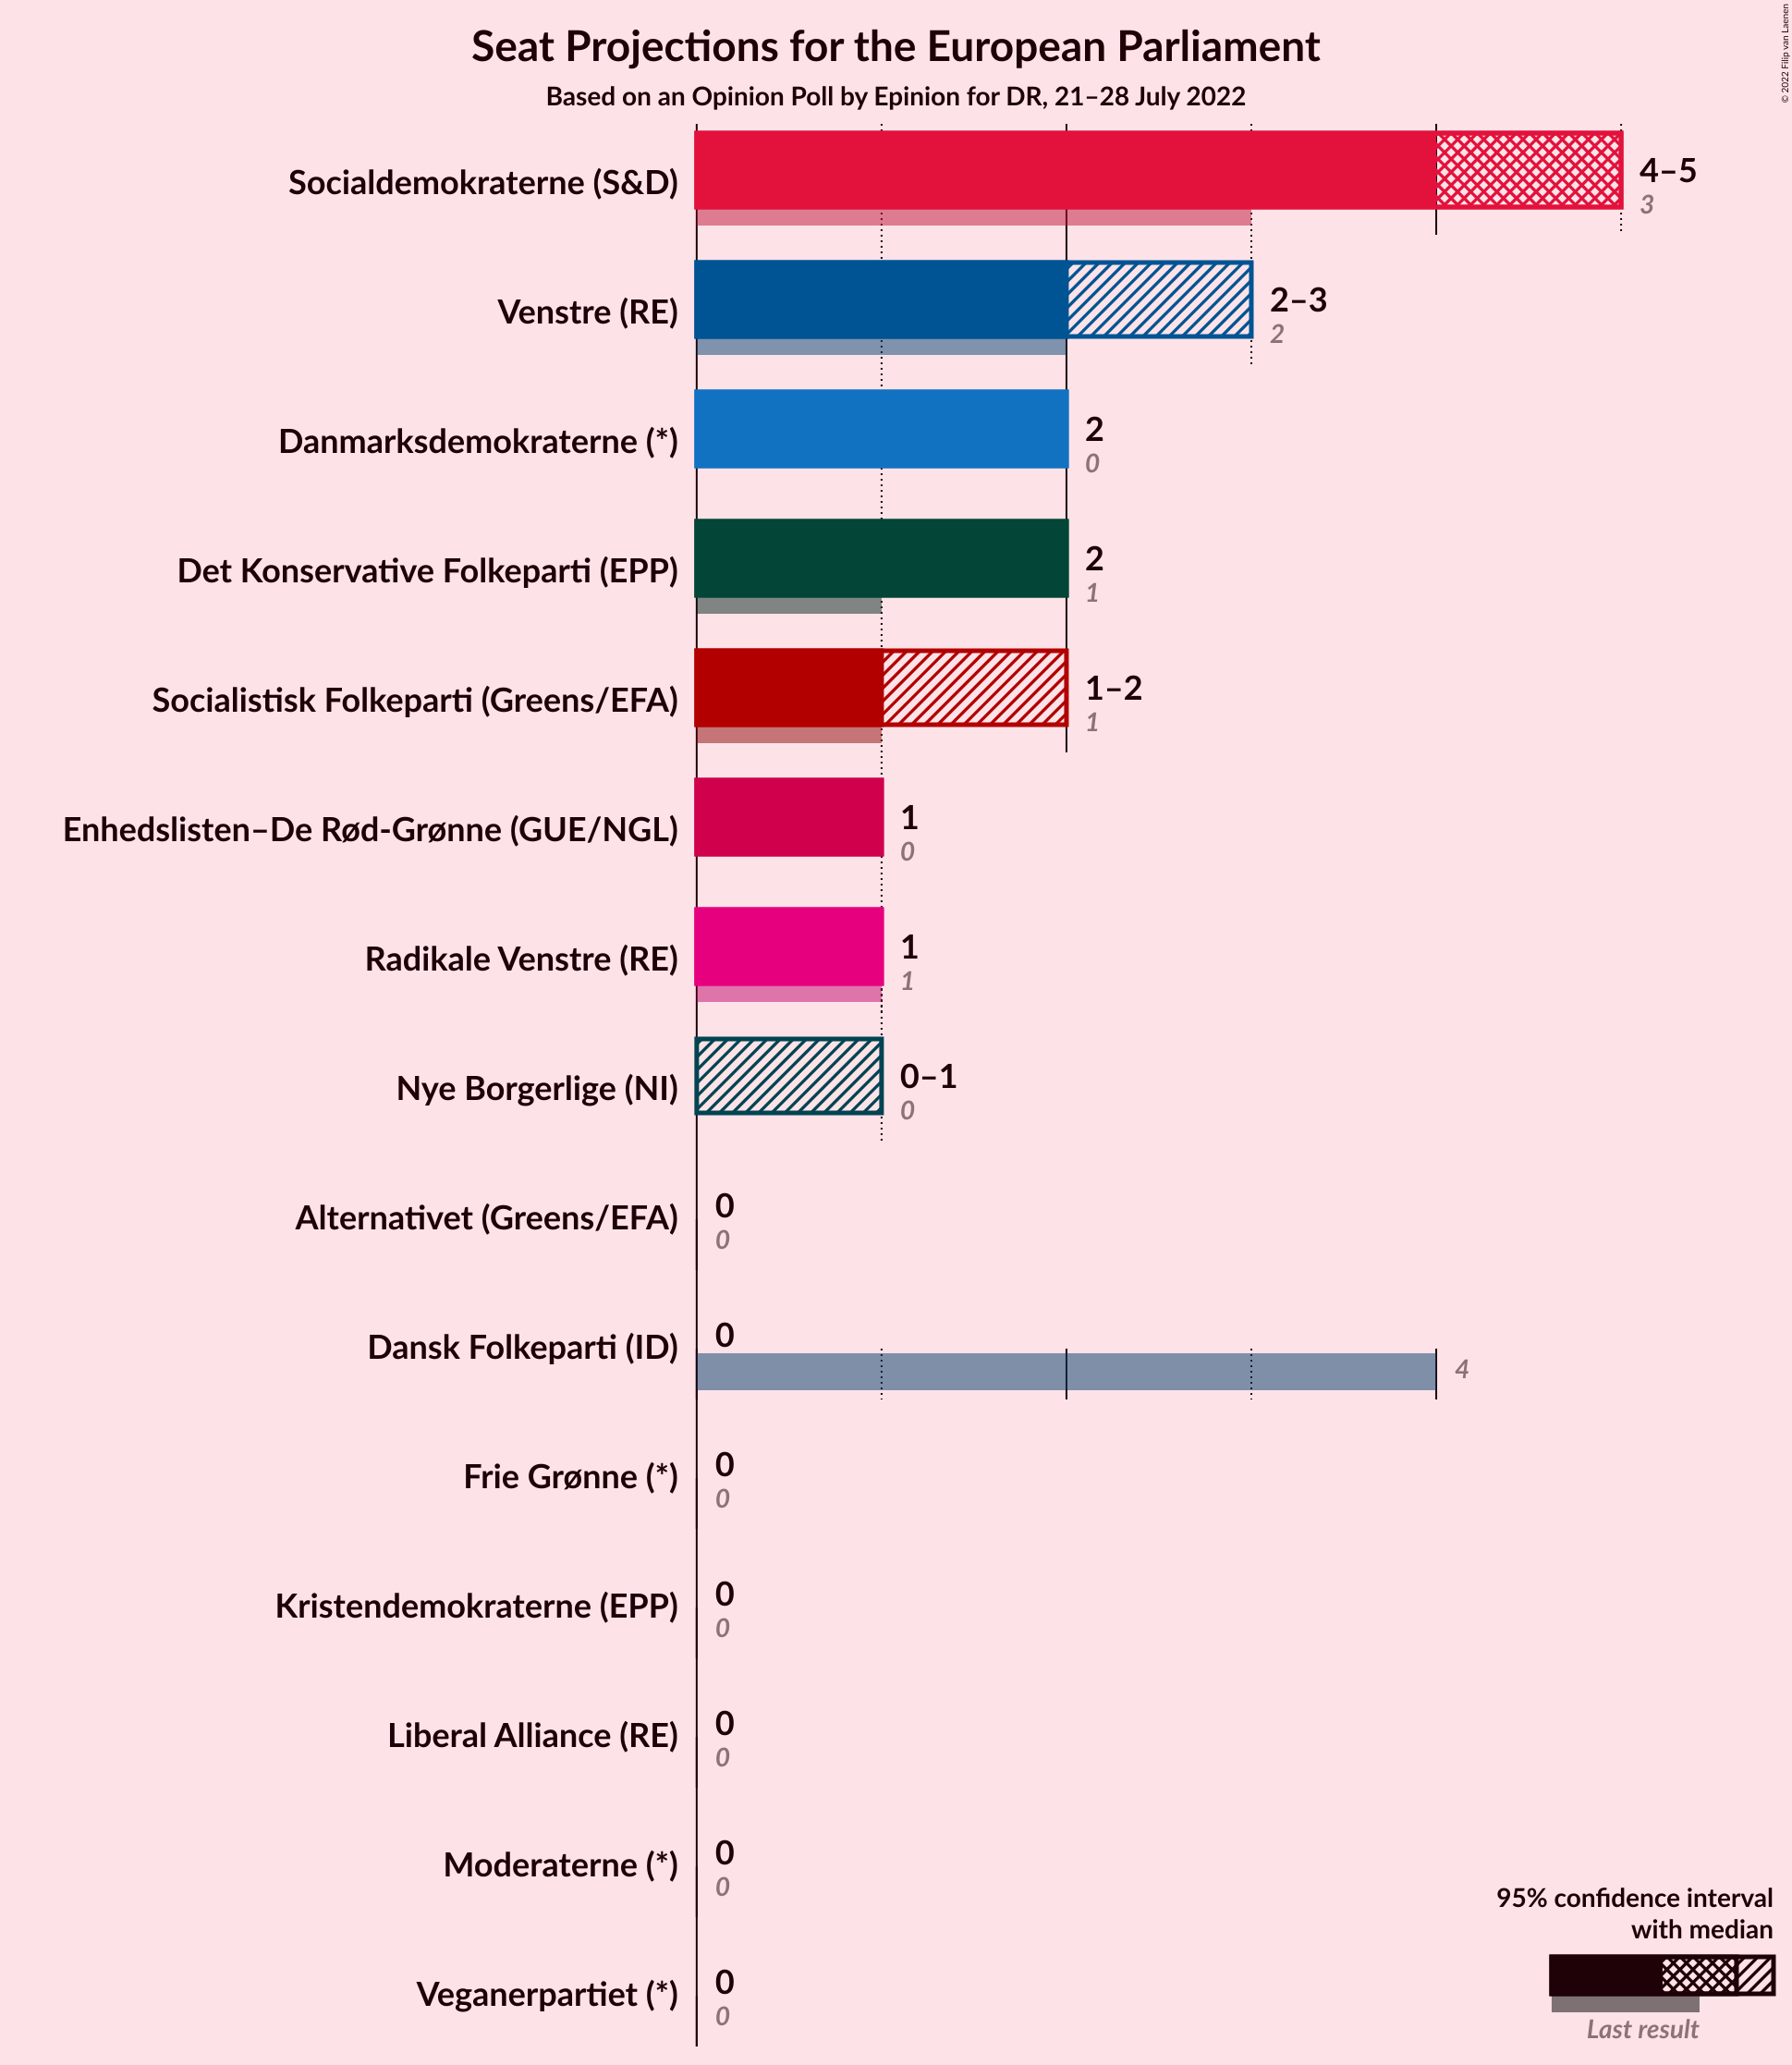 Seat Projections for the European Parliament
Based on an Opinion Poll by Epinion for DR, 21–28 July 2022
© 2022 Filip van Laenen
Socialdemokraterne (S&D)
4–5
3
Venstre (RE)
2–3
2
Danmarksdemokraterne (*)
2
0
Det Konservative Folkeparti (EPP)
2
1
Socialistisk Folkeparti (Greens/EFA)
1–2
1
Enhedslisten–De Rød-Grønne (GUE/NGL)
1
0
Radikale Venstre (RE)
1
1
Nye Borgerlige (NI)
0–1
0
Alternativet (Greens/EFA)
0
0
Dansk Folkeparti (ID)
0
4
Frie Grønne (*)
0
0
Kristendemokraterne (EPP)
0
0
Liberal Alliance (RE)
0
0
Moderaterne (*)
0
0
Veganerpartiet (*)
0
0
95% confidence interval
with median
Last result